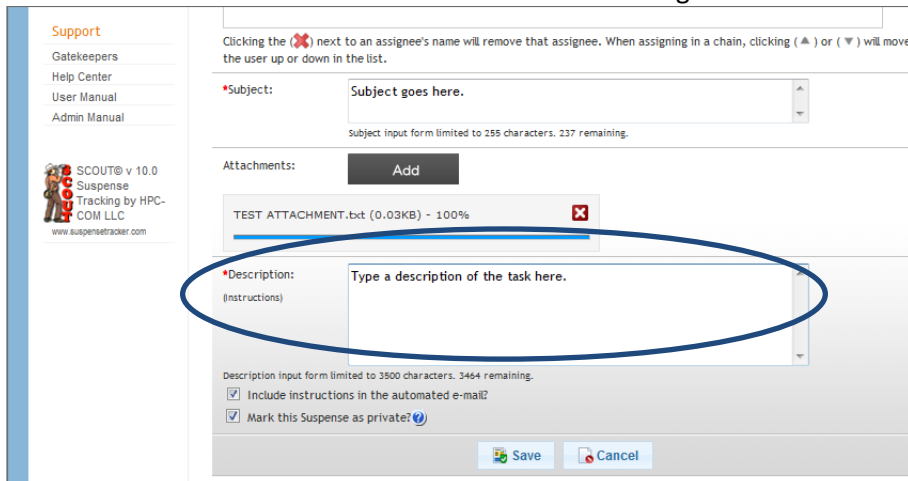 Support
Gatekeepers
Help Center
User Manual
Admin Manual
SCOUT
SCOUT® v 10.0
Suspense
Tracking by HPC-
COM LLC
www.suspensetracker.com
Clicking the (✖) next to an assignee's name will remove that assignee. When assigning in a chain, clicking (▲) or (▼) will move
the user up or down in the list.
*Subject:
Subject goes here.
Subject input form limited to 255 characters. 237 remaining.
Attachments:
Add
TEST ATTACHMENT.txt (0.03KB) - 100%
*Description:
(Instructions)
Type a description of the task here.
Description input form limited to 3500 characters. 3464 remaining.
Include instructions in the automated e-mail?
Mark this Suspense as private?
Save
Cancel